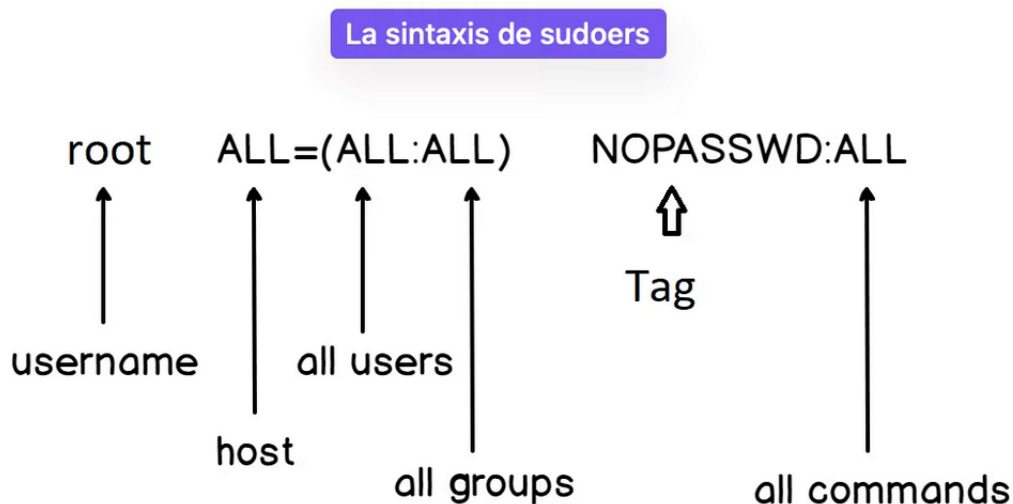 La sintaxis de sudoers
root ALL=(ALL:ALL) NOPASSWD:ALL
Tag
username
all users
host
all groups
all commands